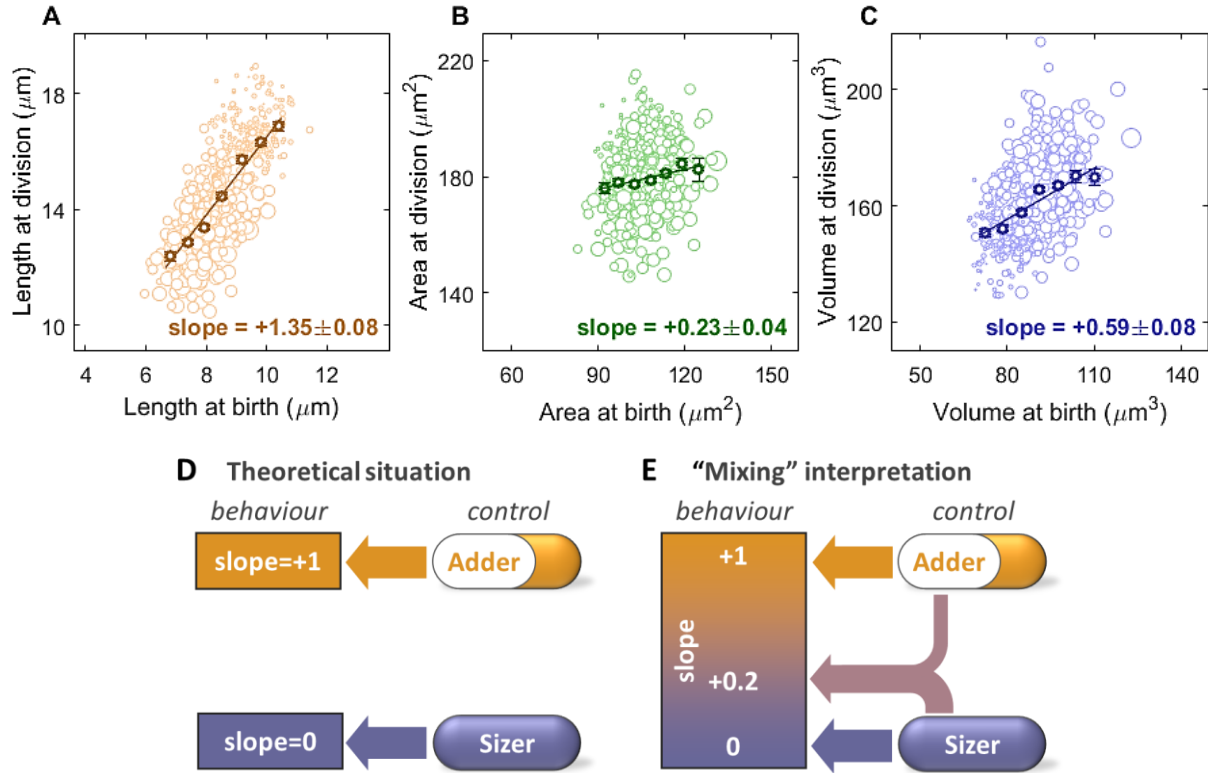 A
B
C
Length at division (μm)
18
14
10
4
6
8
10
12
Length at birth (μm)
slope = +1.35±0.08
Area at division (μm²)
220
180
140
60
90
120
150
Area at birth (μm²)
slope = +0.23±0.04
Volume at division (μm³)
200
160
120
50
80
110
140
Volume at birth (μm³)
slope = +0.59±0.08
D Theoretical situation
behaviour control
slope=+1 Adder
slope=0 Sizer
E “Mixing” interpretation
behaviour control
+1 Adder
slope
+0.2
0 Sizer